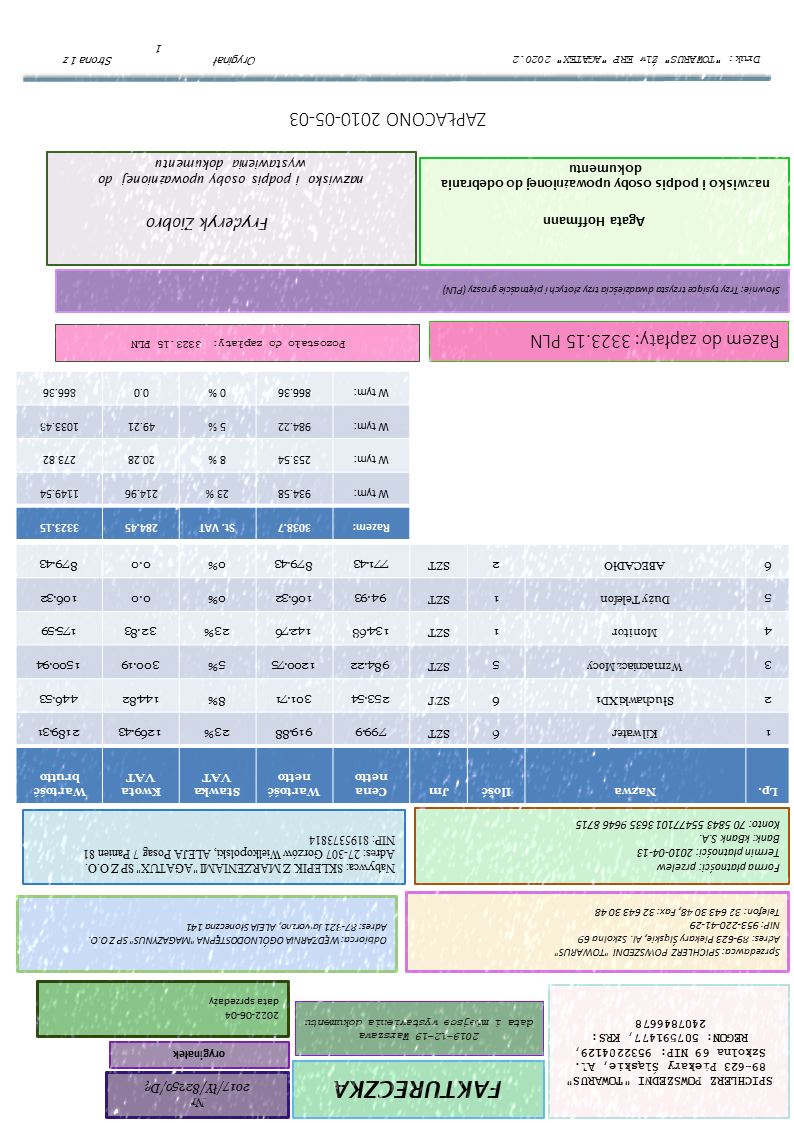 SPICHLERZ POWSZEDNI "TOWARUS"
89-623 Piekary Śląskie, Al.
Szkolna 69 NIP: 9532204129,
REGON: 507591477, KRS:
2407846678
FAKTURECZKA
2019-12-19 Warszawa
data i miejsce wystawienia dokumentu
Nr
2017/IV/82350/D2
oryginałek
2022-06-04
data sprzedaży
Sprzedawca: SPICHLERZ POWSZEDNI "TOWARUS"
Adres: 89-623 Piekary Śląskie, Al. Szkolna 69
NIP: 953-220-41-29
Telefon: 32 643 30 48, Fax: 32 643 30 48
Odbiorca: WĘDZARNIA OGÓLNODOSTĘPNA "MAGAZYNUS" SP Z O.O.
Adres: 87-321 Jaworzno, ALEJA Słoneczna 141
Forma płatności: przelew
Termin płatności: 2010-04-13
Bank: kBank S.A.
Konto: 70 5843 55477101 3635 9646 8715
Nabywca: SKLEPIK Z MARZENIAMI "AGATUX" SP Z O.O.
Adres: 27-307 Gorzów Wielkopolski, ALEJA Posag 7 Panien 81
NIP: 8195373814
Lp. Nazwa Ilość Jm Cena netto Wartość netto Stawka VAT Kwota VAT Wartość brutto
1 Kilwater 6 SZT 799.9 919.88 23% 1269.43 2189.31
2 SłuchawkiXD1 6 SZT 253.54 301.71 8% 144.82 446.53
3 WzmacniaczMocy 5 SZT 984.22 1200.75 5% 300.19 1500.94
4 Monitor 1 SZT 134.68 142.76 23% 32.83 175.59
5 DużyTelefon 1 SZT 94.93 106.32 0% 0.0 106.32
6 ABECADŁO 2 SZT 771.43 879.43 0% 0.0 879.43
Razem: 3038.7 St. VAT 284.45 3323.15
W tym: 934.58 23 % 214.96 1149.54
W tym: 253.54 8 % 20.28 273.82
W tym: 984.22 5 % 49.21 1033.43
W tym: 866.36 0 % 0.0 866.36
Razem do zapłaty: 3323.15 PLN
Pozostało do zapłaty: 3323.15 PLN
Słownie: Trzy tysiące trzysta dwadzieścia trzy złotych i piętnaście groszy (PLN)
Agata Hoffmann
nazwisko i podpis osoby upoważnionej do odebrania
dokumentu
Fryderyk Ziobro
nazwisko i podpis osoby upoważnionej do
wystawienia dokumentu
ZAPŁACONO 2010-05-03
Druk: "TOWARUS" Żir ERP "AGATEX" 2020.2
Oryginał
Strona 1 z
1